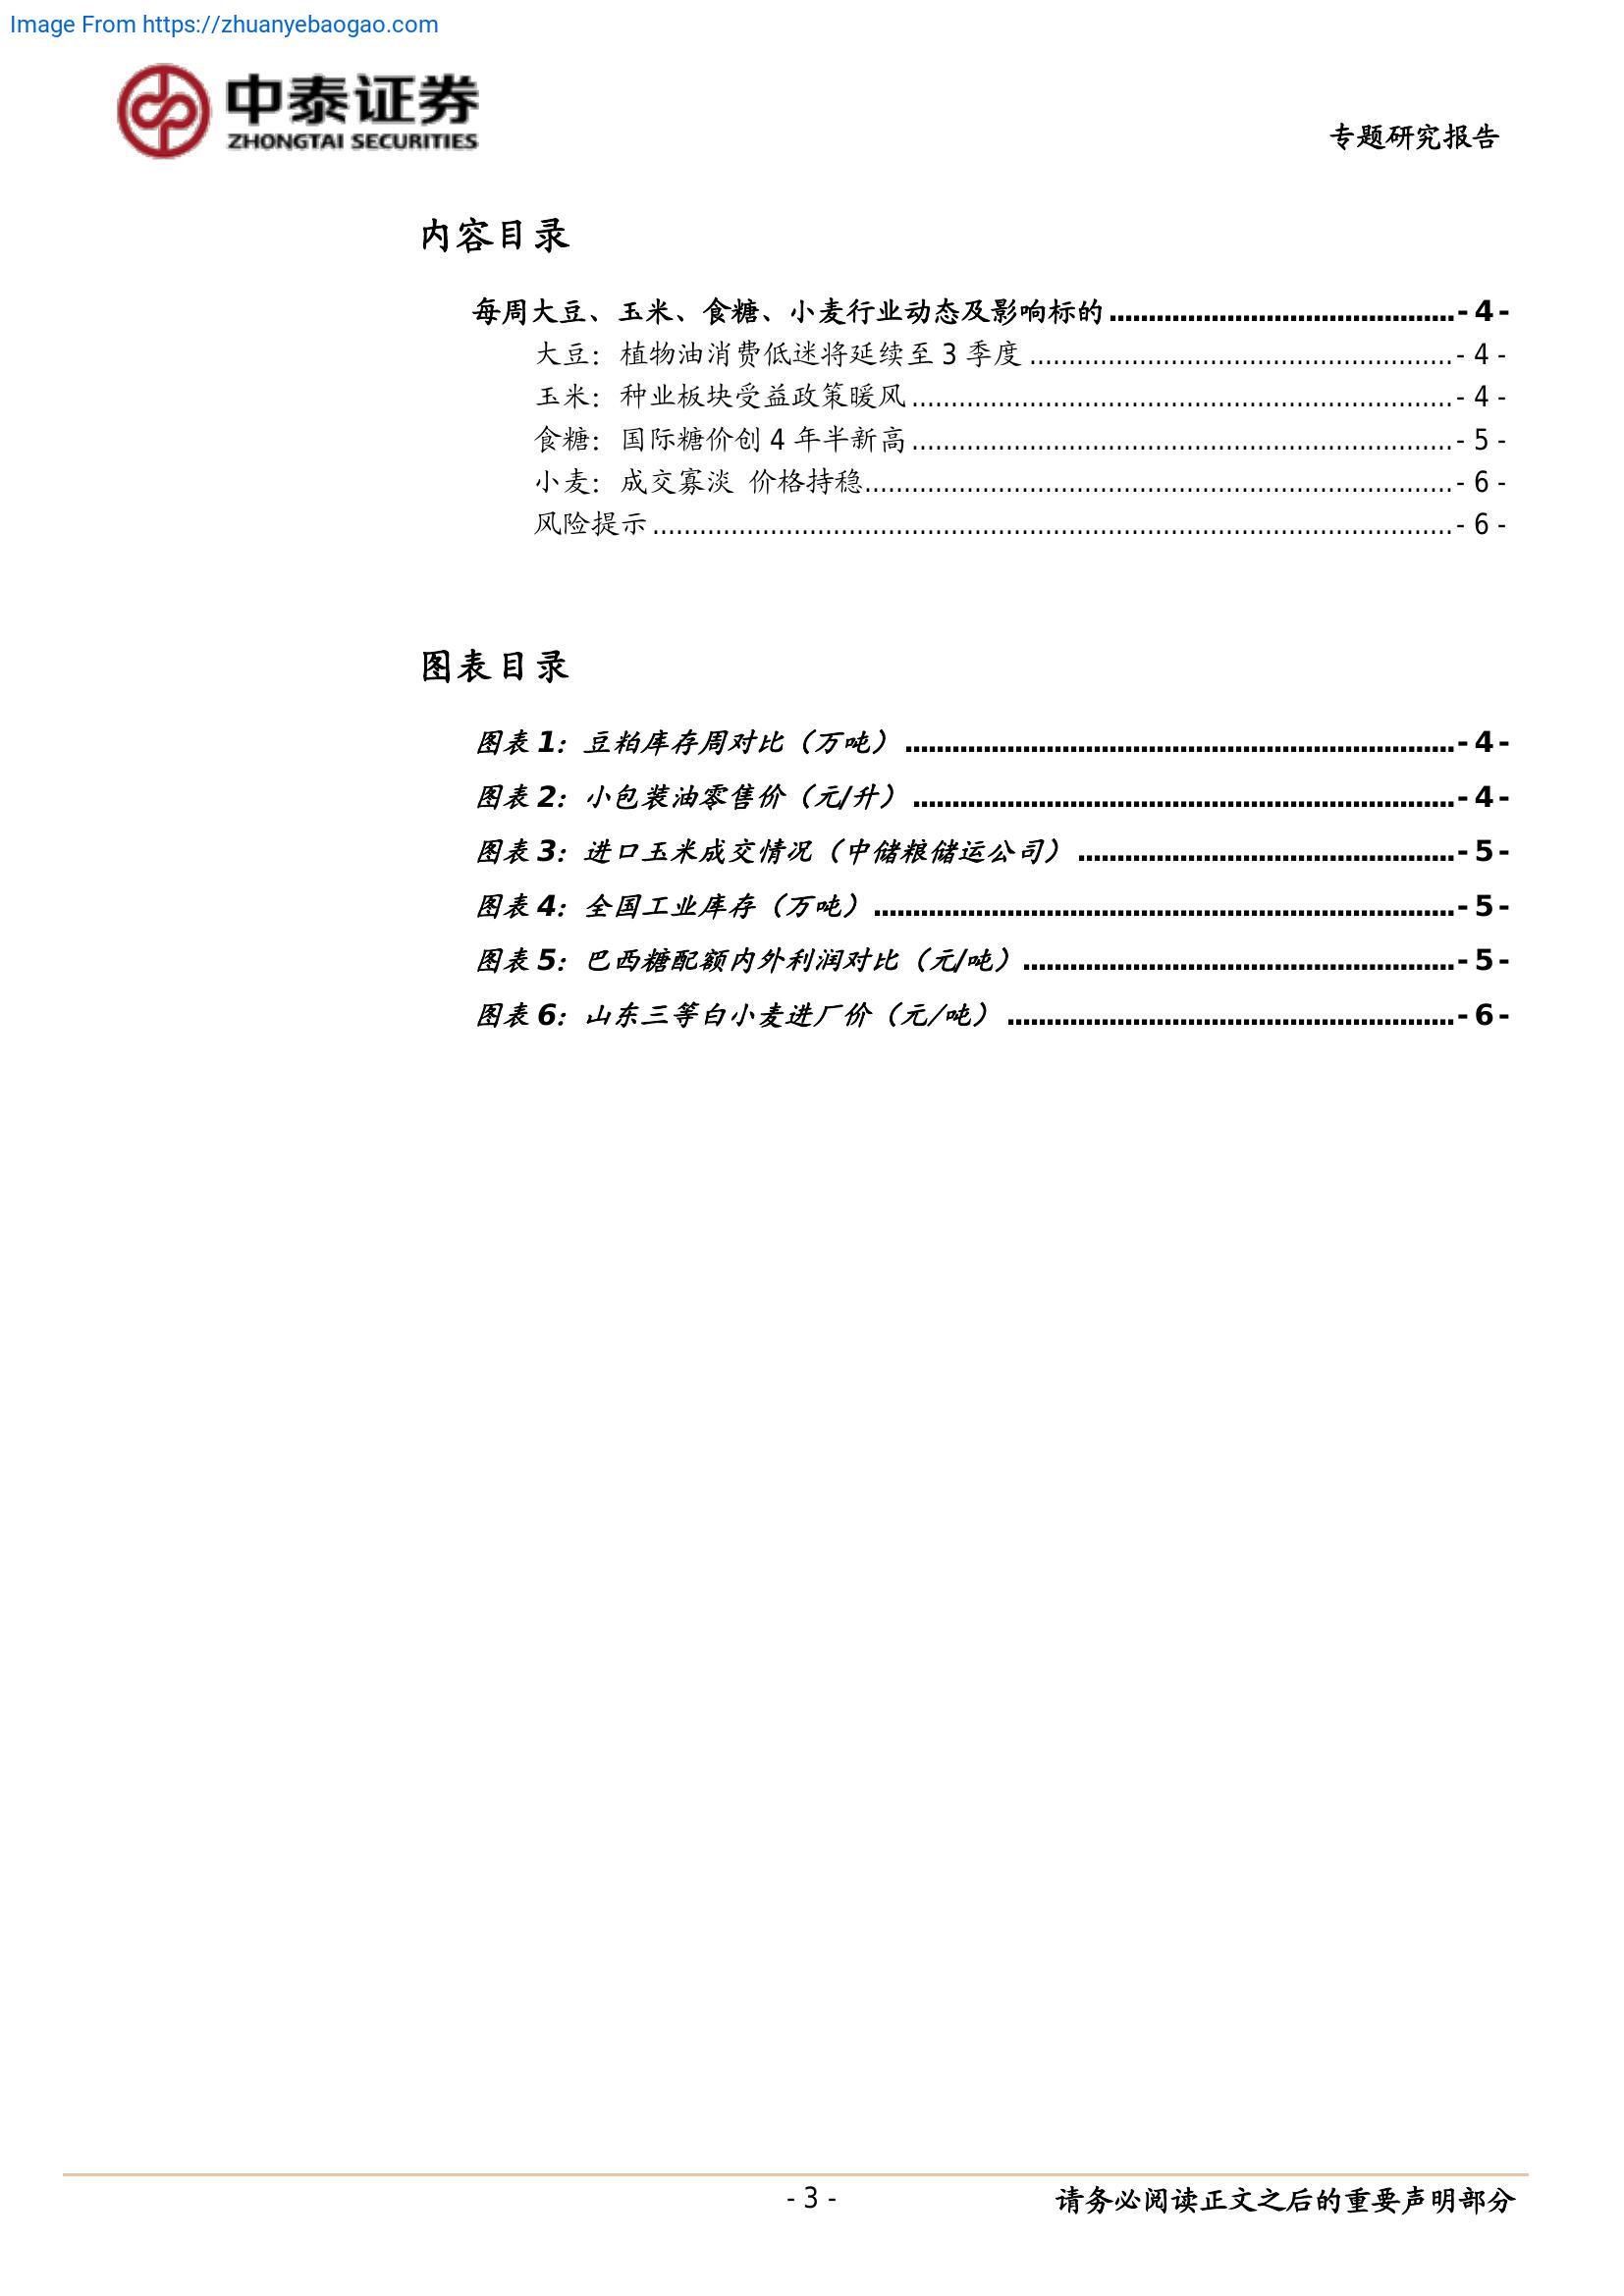 Image From https://zhuanyebaogao.com
中泰证券
ZHONGTAI SECURITIES
专题研究报告
内容目录
每周大豆、玉米、食糖、小麦行业动态及影响标的............................................- 4 -
大豆：植物油消费低迷将延续至 3 季度......................................................- 4 -
玉米：种业板块受益政策暖风.....................................................................- 4 -
食糖：国际糖价创 4 年半新高.....................................................................- 5 -
小麦：成交寡淡 价格持稳...........................................................................- 6 -
风险提示......................................................................................................- 6 -
图表目录
图表 1：豆粕库存周对比（万吨）......................................................................- 4 -
图表 2：小包装油零售价（元/升）.....................................................................- 4 -
图表 3：进口玉米成交情况（中储粮储运公司）................................................- 5 -
图表 4：全国工业库存（万吨）..........................................................................- 5 -
图表 5：巴西糖配额内外利润对比（元/吨）.......................................................- 5 -
图表 6：山东三等白小麦进厂价（元/吨）.........................................................- 6 -
- 3 -
请务必阅读正文之后的重要声明部分